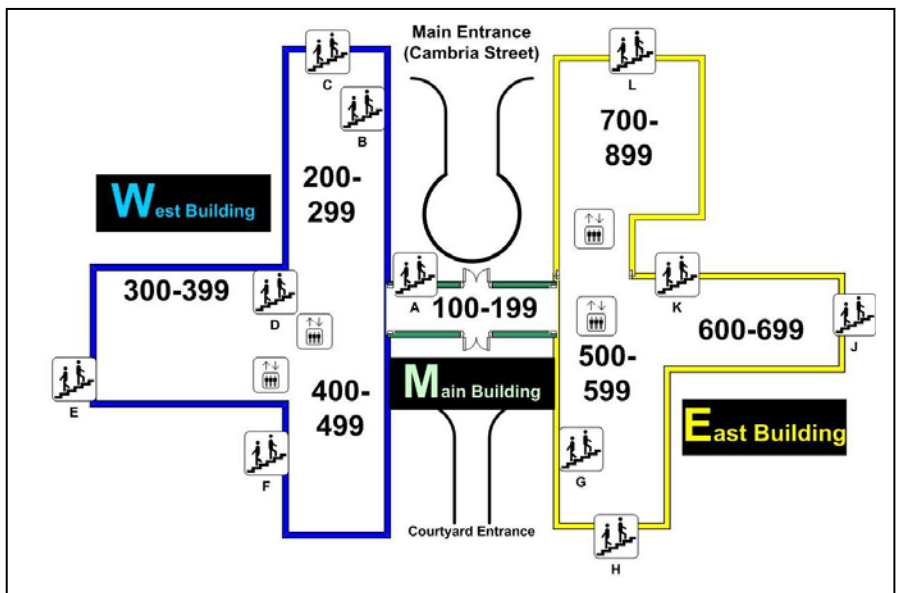 Main Entrance
(Cambria Street)
C
B
L
700-
899
200-
299
West Building
300-399
D
A
100-199
K
600-699
J
500-
599
E
400-
499
Main Building
East Building
F
G
Courtyard Entrance
H